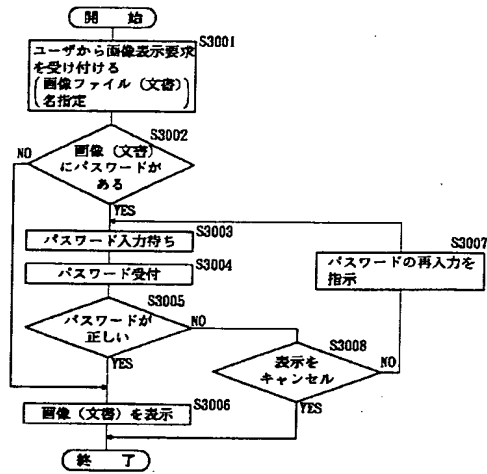 開 始
S3001
ユーザから画像表示要求
を受け付ける
(画像ファイル（文書）
名指定)
S3002
画像（文書）
にパスワードが
ある
NO
YES
S3003
パスワード入力待ち
S3004
パスワード受付
S3005
パスワードが
正しい
NO
YES
S3007
パスワードの再入力を
指示
S3008
表示を
キャンセル
NO
YES
S3006
画像（文書）を表示
終 了